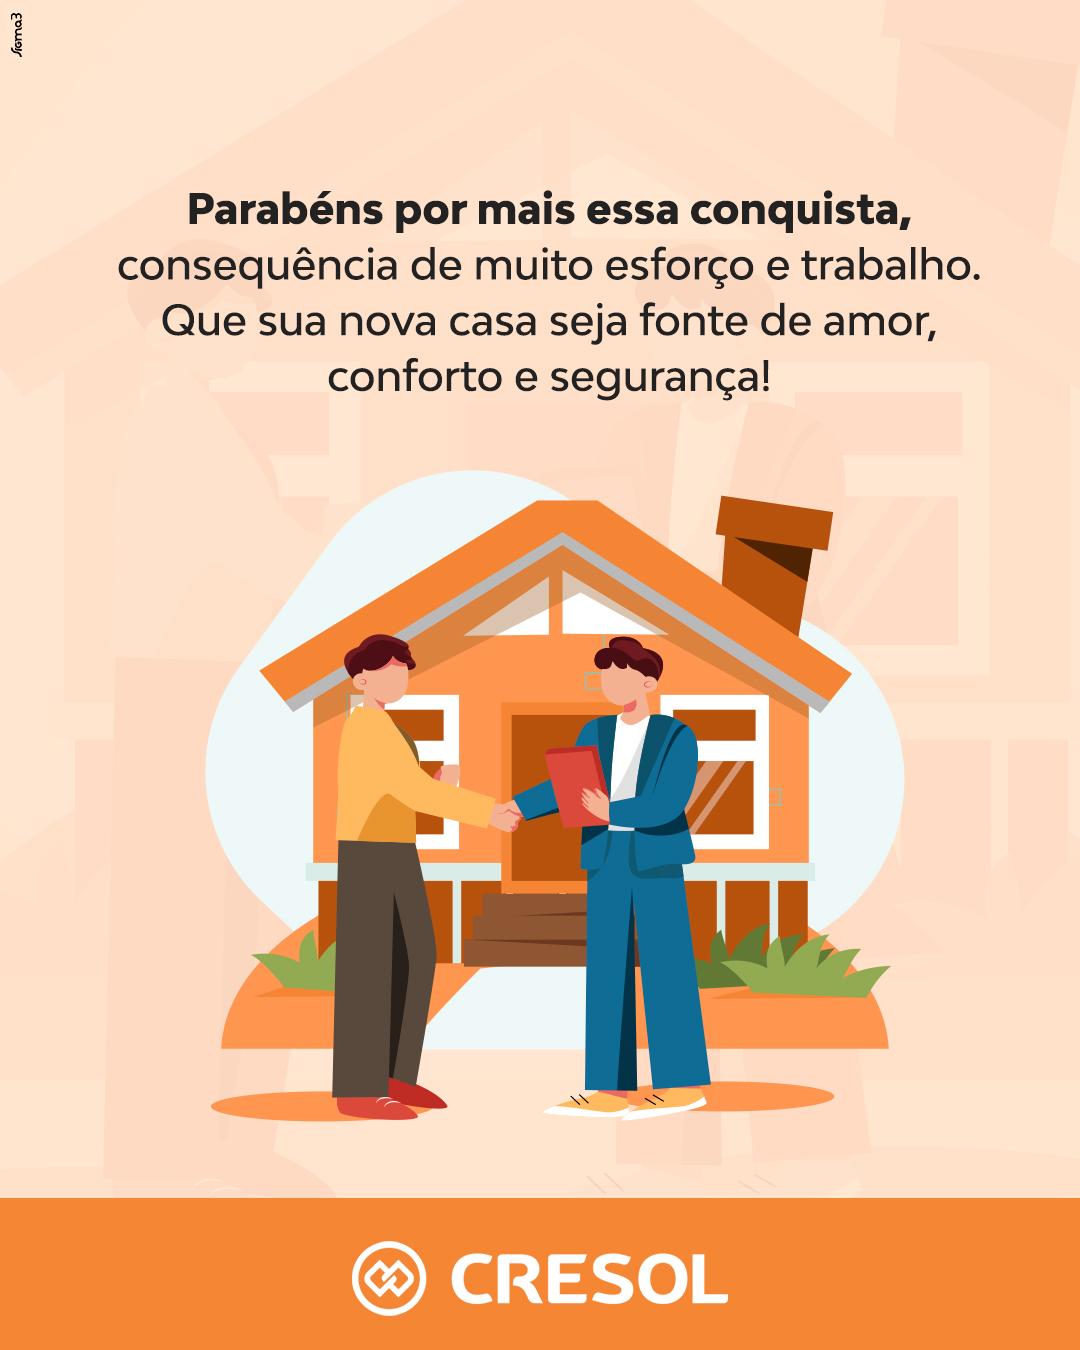 sigma3
Parabéns por mais essa conquista,
consequência de muito esforço e trabalho.
Que sua nova casa seja fonte de amor,
conforto e segurança!
CRESOL